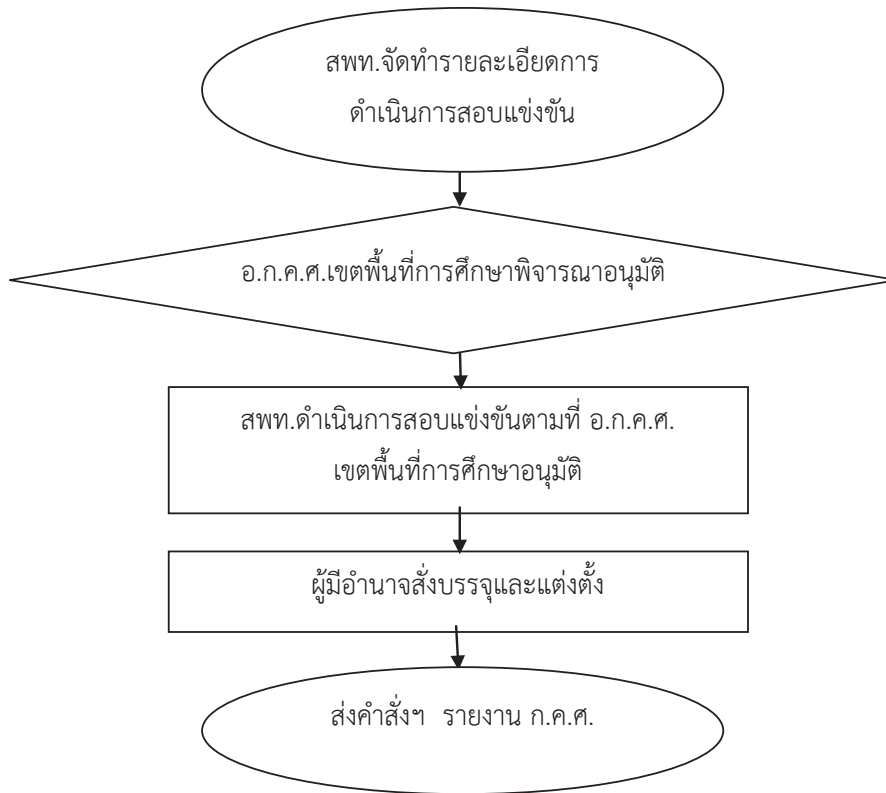 สพท.จัดทำรายละเอียดการ
ดำเนินการสอบแข่งขัน
อ.ก.ค.ศ.เขตพื้นที่การศึกษาพิจารณาอนุมัติ
สพท.ดำเนินการสอบแข่งขันตามที่ อ.ก.ค.ศ.
เขตพื้นที่การศึกษาอนุมัติ
ผู้มีอำนาจสั่งบรรจุและแต่งตั้ง
ส่งคำสั่งฯ รายงาน ก.ค.ศ.